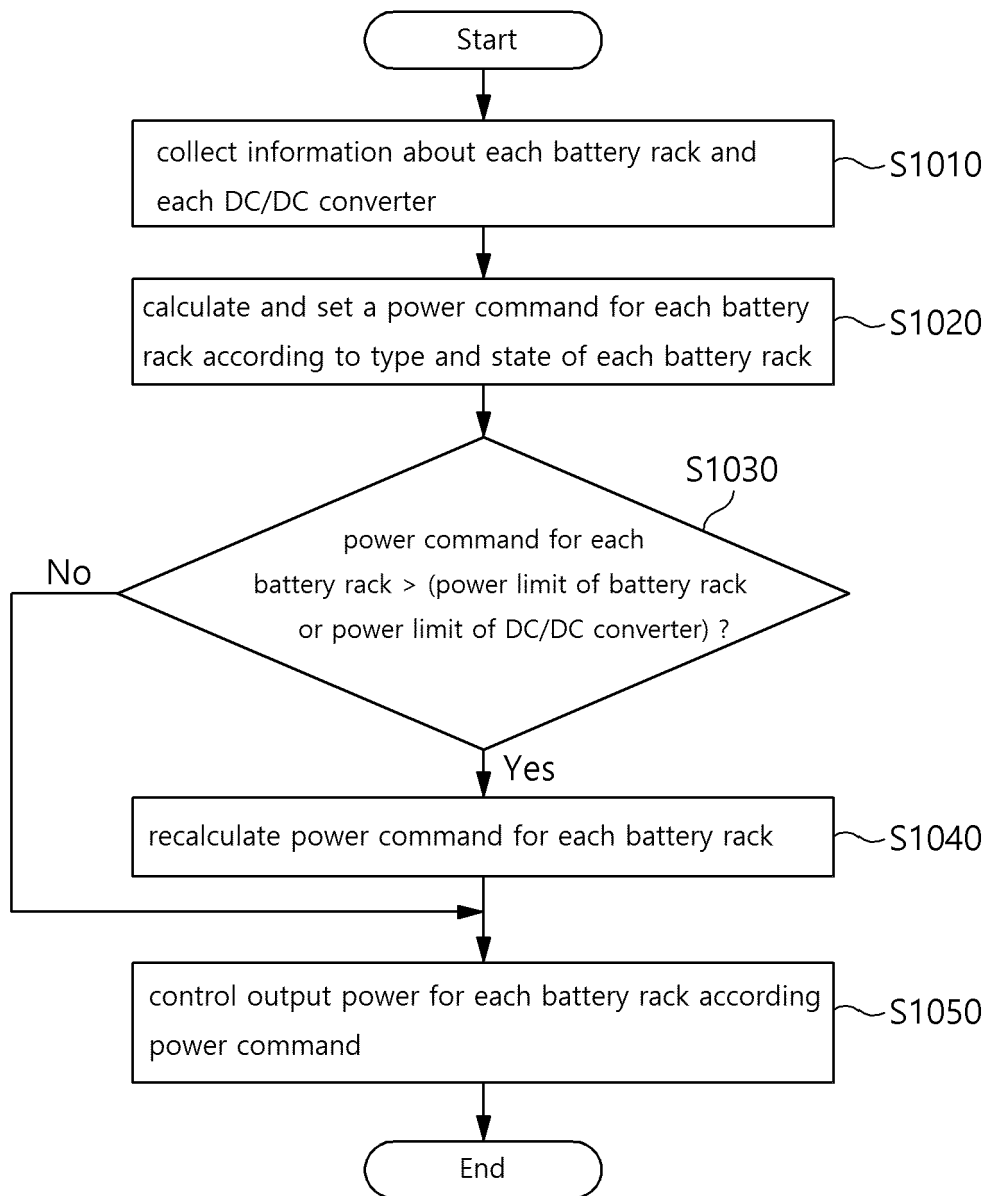 Start
collect information about each battery rack and
each DC/DC converter
S1010
calculate and set a power command for each battery
rack according to type and state of each battery rack
S1020
S1030
power command for each
battery rack > (power limit of battery rack
or power limit of DC/DC converter) ?
No
Yes
recalculate power command for each battery rack
S1040
control output power for each battery rack according
power command
S1050
End